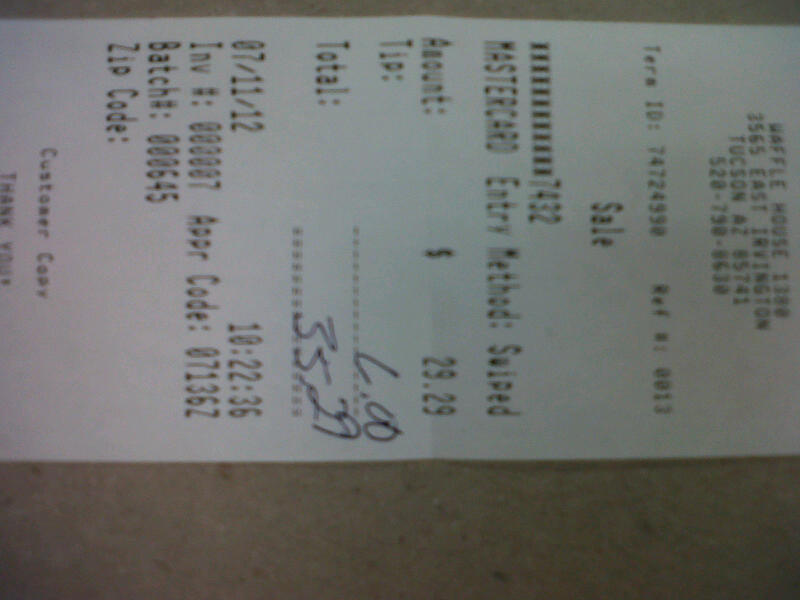 WAFFLE HOUSE 1380
3565 EAST IRVINGTON
TUCSON AZ 85741
520-790-8630
Term ID: 74724990 Ref #: 0013
Sale
XXXXXXXXXXXX7432
MASTERCARD Entry Method: Swiped
Amount: $ 29.29
Tip: 6.00
Total: 35.29
07/11/12 10:22:36
Inv #: 000007 Appr Code: 07136Z
Batch#: 000645
Zip Code:
Customer Copy
THANK YOU!